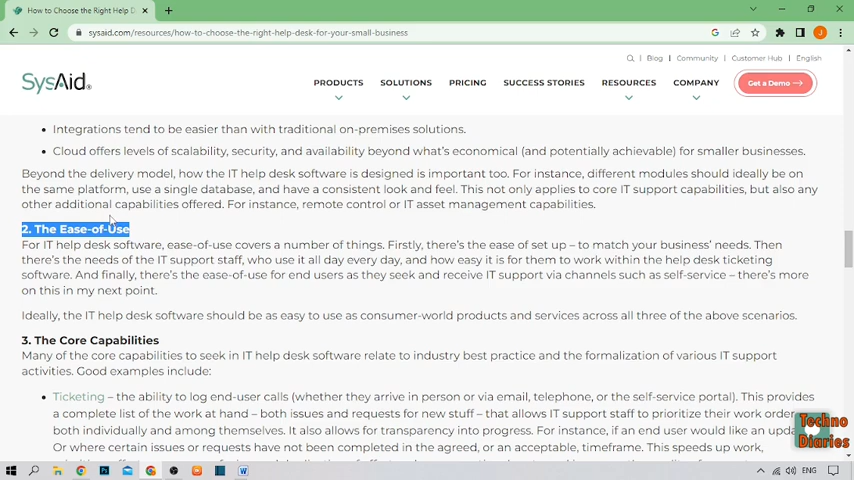 How to Choose the Right Help D
sysaid.com/resources/how-to-choose-the-right-help-desk-for-your-small-business
Blog | Community | Customer Hub | English
SysAid
PRODUCTS SOLUTIONS PRICING SUCCESS STORIES RESOURCES COMPANY Get a Demo
• Integrations tend to be easier than with traditional on-premises solutions.
• Cloud offers levels of scalability, security, and availability beyond what's economical (and potentially achievable) for smaller businesses.
Beyond the delivery model, how the IT help desk software is designed is important too. For instance, different modules should ideally be on
the same platform, use a single database, and have a consistent look and feel. This not only applies to core IT support capabilities, but also any
other additional capabilities offered. For instance, remote control or IT asset management capabilities.
2. The Ease-of-Use
For IT help desk software, ease-of-use covers a number of things. Firstly, there's the ease of set up – to match your business' needs. Then
there's the needs of the IT support staff, who use it all day every day, and how easy it is for them to work within the help desk ticketing
software. And finally, there's the ease-of-use for end users as they seek and receive IT support via channels such as self-service – there's more
on this in my next point.
Ideally, the IT help desk software should be as easy to use as consumer-world products and services across all three of the above scenarios.
3. The Core Capabilities
Many of the core capabilities to seek in IT help desk software relate to industry best practice and the formalization of various IT support
activities. Good examples include:
• Ticketing – the ability to log end-user calls (whether they arrive in person or via email, telephone, or the self-service portal). This provides
a complete list of the work at hand – both issues and requests for new stuff – that allows IT support staff to prioritize their work
both individually and among themselves. It also allows for transparency into progress. For instance, if an end user would like an
Or where certain issues or requests have not been completed in the agreed, or an acceptable, timeframe. This speeds up work,
Techno
Diaries
ENG